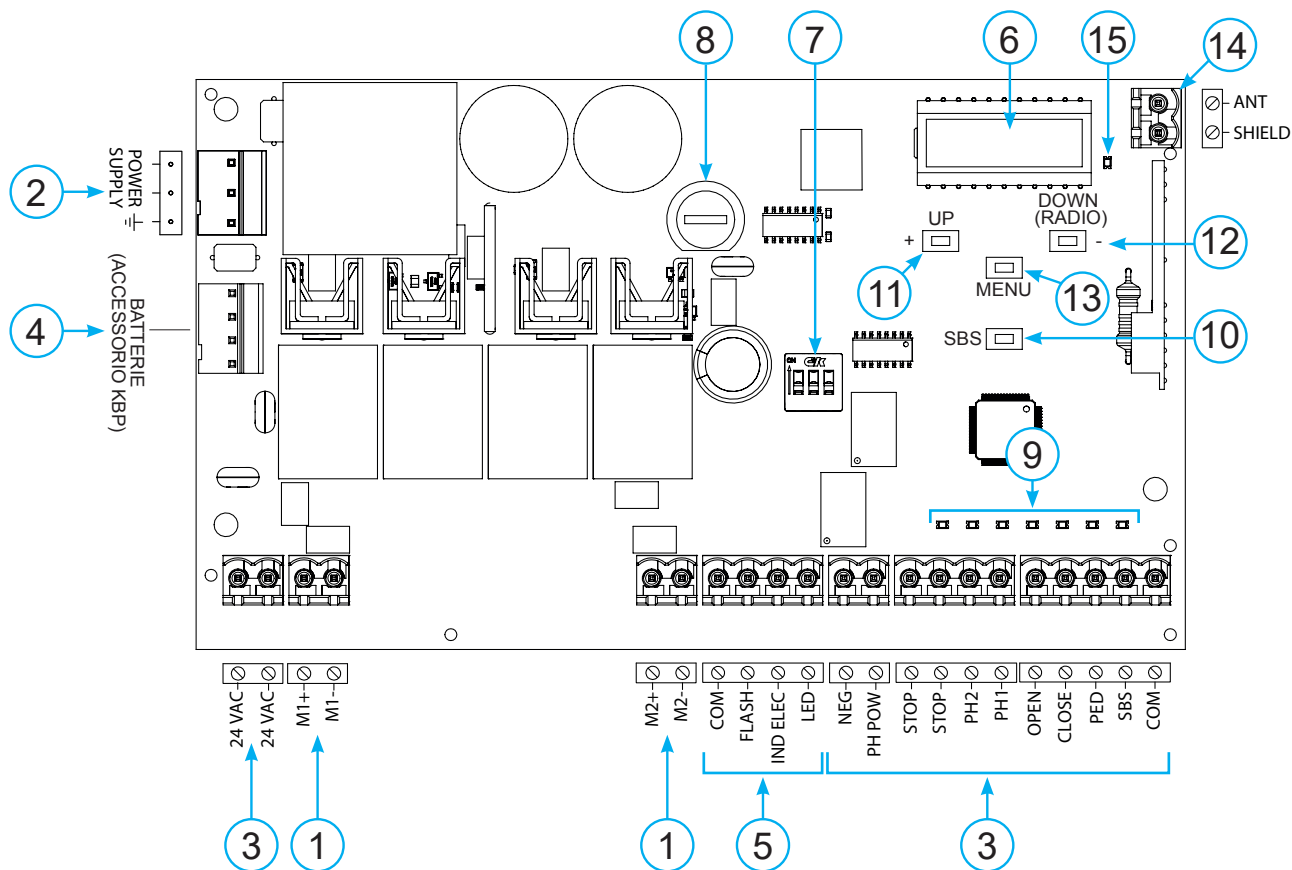 8
7
6
15
14
ANT
SHIELD
2
POWER
SUPPLY
4
BATTERIE
(ACCESSORIO KBP)
UP
+
DOWN
(RADIO)
-
12
11
MENU
13
SBS
10
ON
9
24 VAC
24 VAC
M1+
M1-
M2+
M2-
COM
FLASH
IND ELEC
LED
NEG
PH POW
STOP
STOP
PH2
PH1
OPEN
CLOSE
PED
SBS
COM
3
1
1
5
3